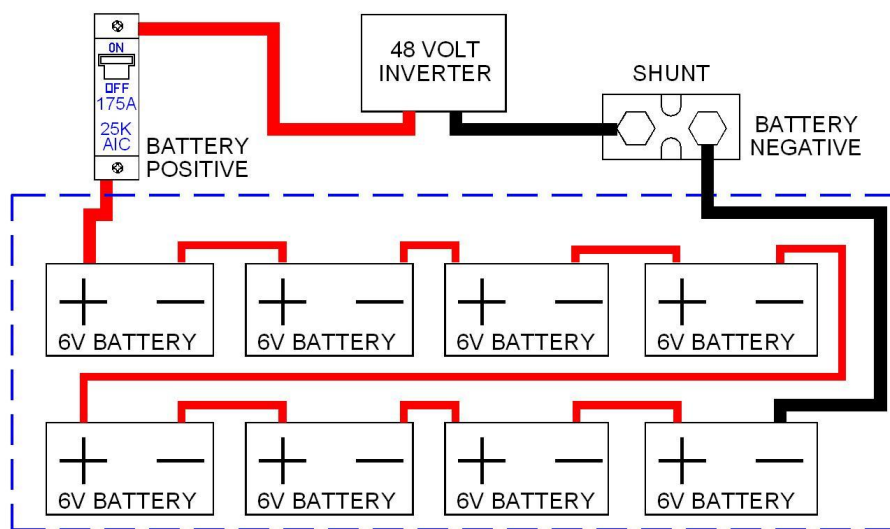 ON
OFF
175A
25K
AIC
BATTERY
POSITIVE
48 VOLT
INVERTER
SHUNT
BATTERY
NEGATIVE
6V BATTERY
6V BATTERY
6V BATTERY
6V BATTERY
6V BATTERY
6V BATTERY
6V BATTERY
6V BATTERY